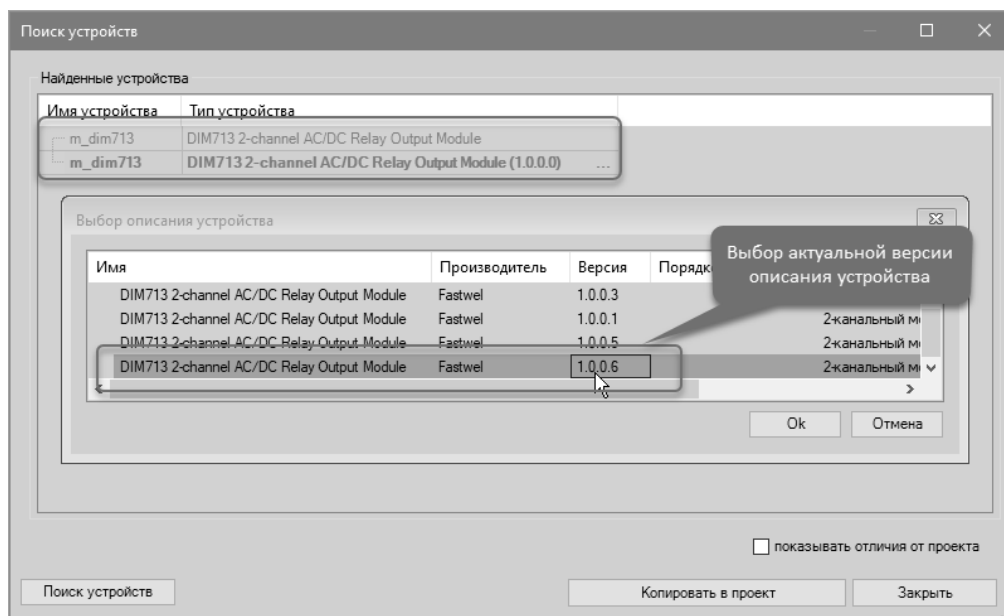 Поиск устройств
Найденные устройства
Имя устройства Тип устройства
m_dim713 DIM713 2-channel AC/DC Relay Output Module
m_dim713 DIM713 2-channel AC/DC Relay Output Module (1.0.0.0) ...
Выбор описания устройства
Выбор актуальной версии
описания устройства
Имя Производитель Версия
DIM713 2-channel AC/DC Relay Output Module Fastwel 1.0.0.3
DIM713 2-channel AC/DC Relay Output Module Fastwel 1.0.0.1 2-канальный
DIM713 2-channel AC/DC Relay Output Module Fastwel 1.0.0.5 2-канальный
DIM713 2-channel AC/DC Relay Output Module Fastwel 1.0.0.6 2-канальный
Ok Отмена
показывать отличия от проекта
Поиск устройств Копировать в проект Закрыть